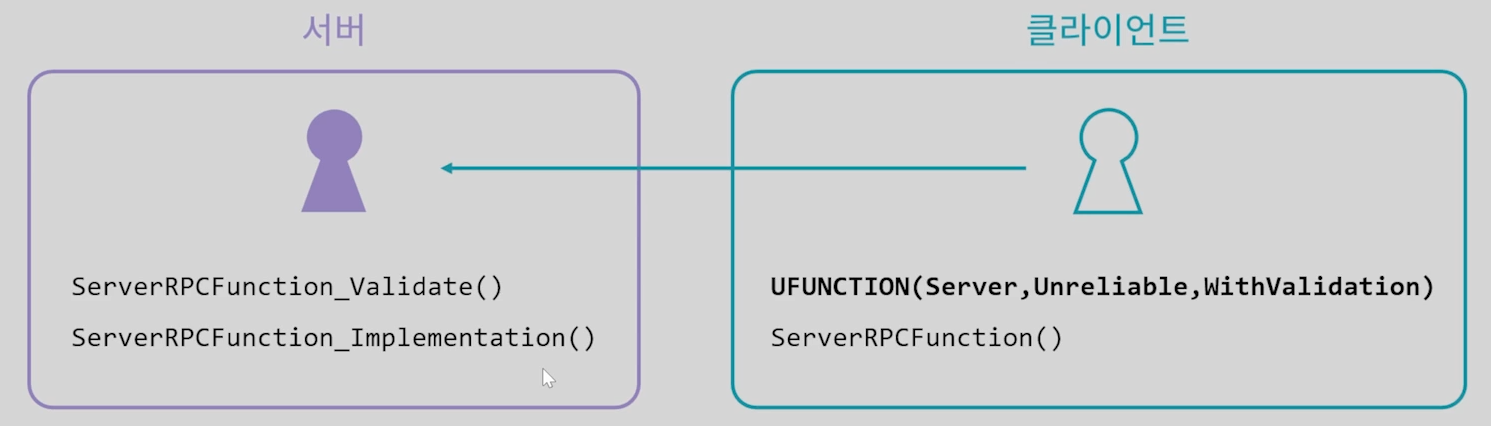 서버
클라이언트
ServerRPCFunction_Validate()
ServerRPCFunction_Implementation()
UFUNCTION(Server,Unreliable,WithValidation)
ServerRPCFunction()